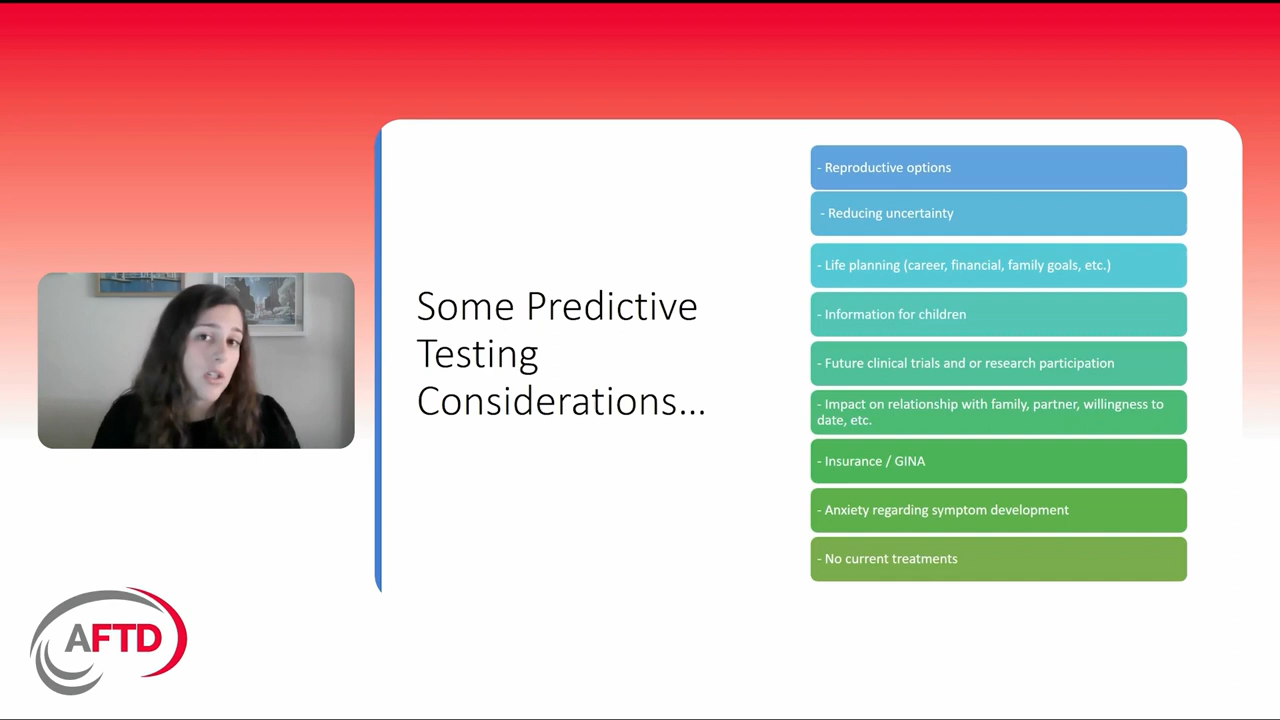 Some Predictive
Testing
Considerations...
- Reproductive options
- Reducing uncertainty
- Life planning (career, financial, family goals, etc.)
- Information for children
- Future clinical trials and or research participation
- Impact on relationship with family, partner, willingness to
date, etc.
- Insurance / GINA
- Anxiety regarding symptom development
- No current treatments
AFTD